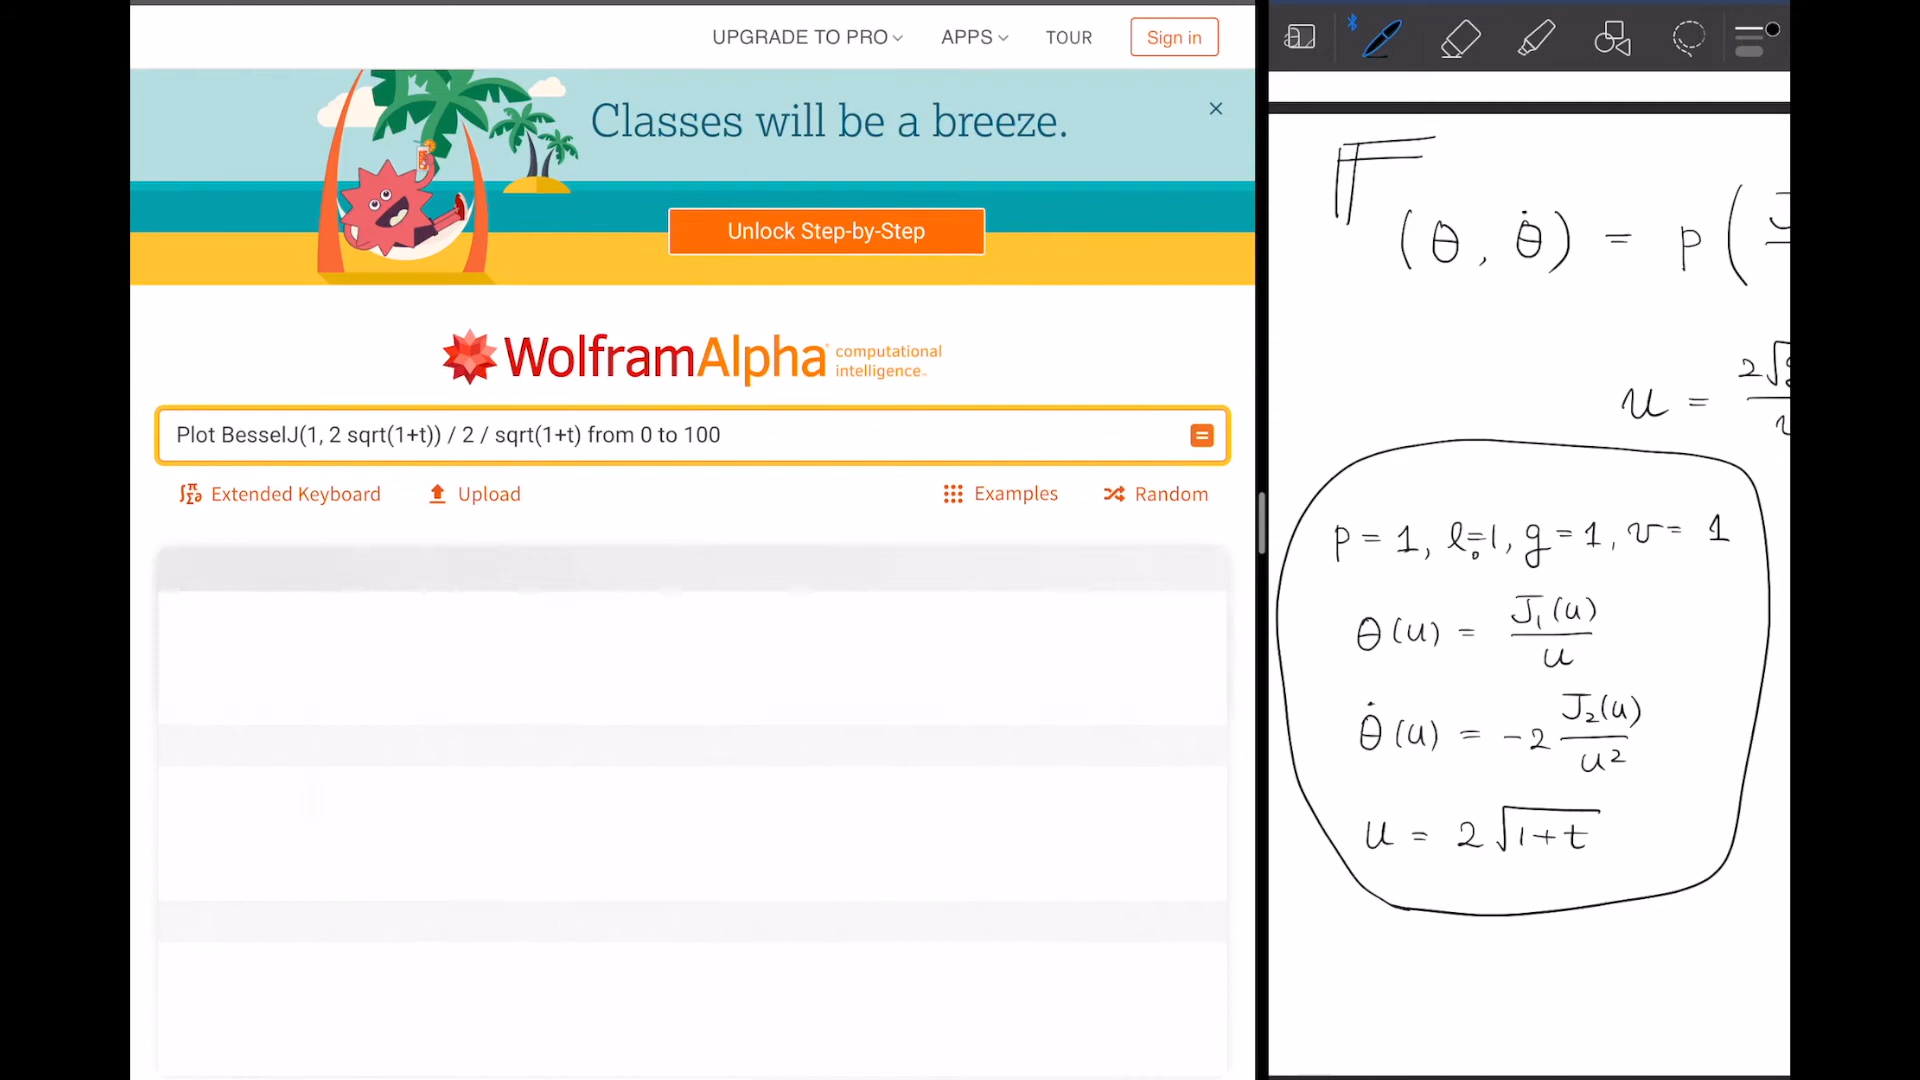 UPGRADE TO PRO APPS TOUR Sign in
Classes will be a breeze.
Unlock Step-by-Step
WolframAlpha computational intelligence
Plot BesselJ(1, 2 sqrt(1+t)) / 2 / sqrt(1+t) from 0 to 100
=
Extended Keyboard Upload Examples Random
(θ, θ̇) = p (
u = 2√
p = 1, l₀=1, g=1, v= 1
θ(u) = J₁(u) / u
θ̇(u) = -2 J₂(u) / u²
u = 2 √1+t